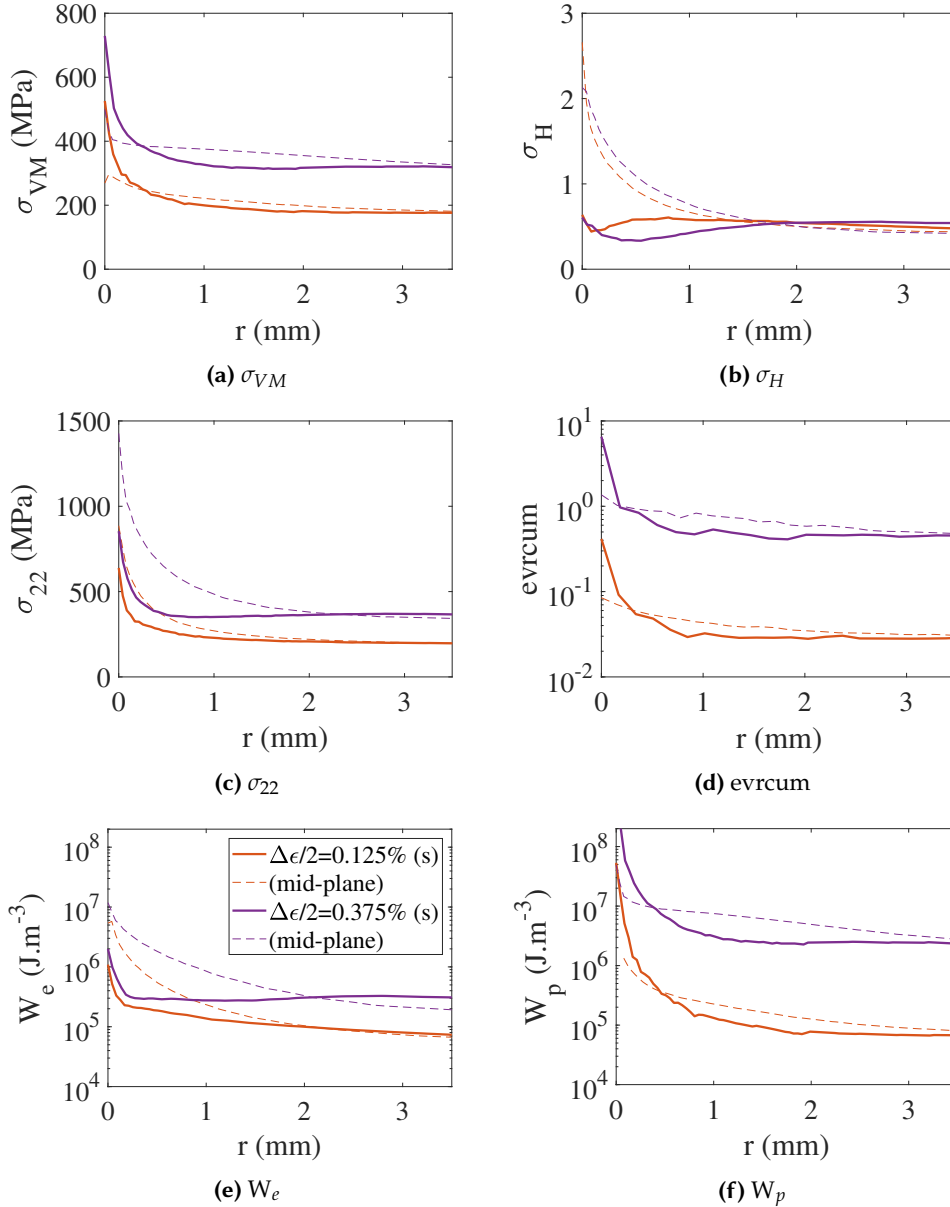 800
600
400
200
0
σ_VM (MPa)
0 1 2 3
r (mm)
(a) σ_VM
3
2
1
0
σ_H
0 1 2 3
r (mm)
(b) σ_H
1500
1000
500
0
σ_22 (MPa)
0 1 2 3
r (mm)
(c) σ_22
10^1
10^0
10^-1
10^-2
evrcum
0 1 2 3
r (mm)
(d) evrcum
10^8
10^7
10^6
10^5
10^4
W_e (J.m^−3)
Δϵ/2=0.125% (s)
(mid-plane)
Δϵ/2=0.375% (s)
(mid-plane)
0 1 2 3
r (mm)
(e) W_e
10^8
10^7
10^6
10^5
10^4
W_p (J.m^−3)
0 1 2 3
r (mm)
(f) W_p